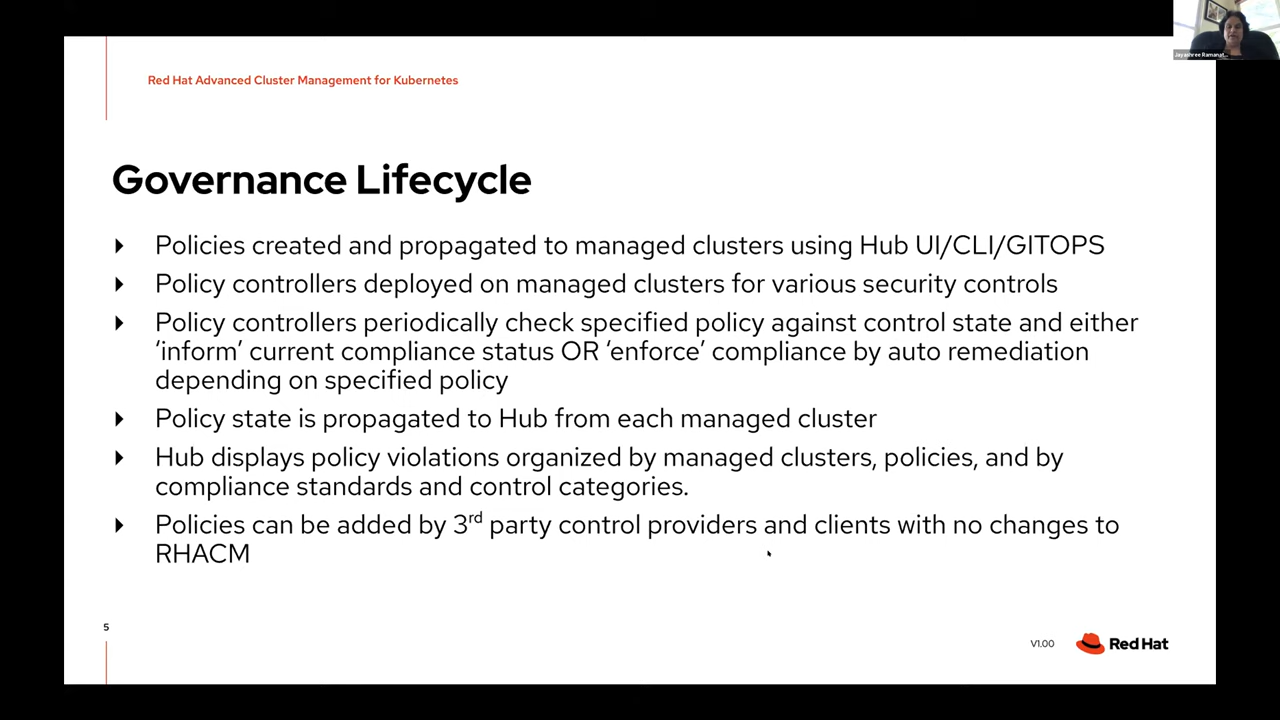 Jayashree Ramanat...
Red Hat Advanced Cluster Management for Kubernetes
Governance Lifecycle
Policies created and propagated to managed clusters using Hub UI/CLI/GITOPS
Policy controllers deployed on managed clusters for various security controls
Policy controllers periodically check specified policy against control state and either
‘inform’ current compliance status OR ‘enforce’ compliance by auto remediation
depending on specified policy
Policy state is propagated to Hub from each managed cluster
Hub displays policy violations organized by managed clusters, policies, and by
compliance standards and control categories.
Policies can be added by 3rd party control providers and clients with no changes to
RHACM
5
V1.00
Red Hat